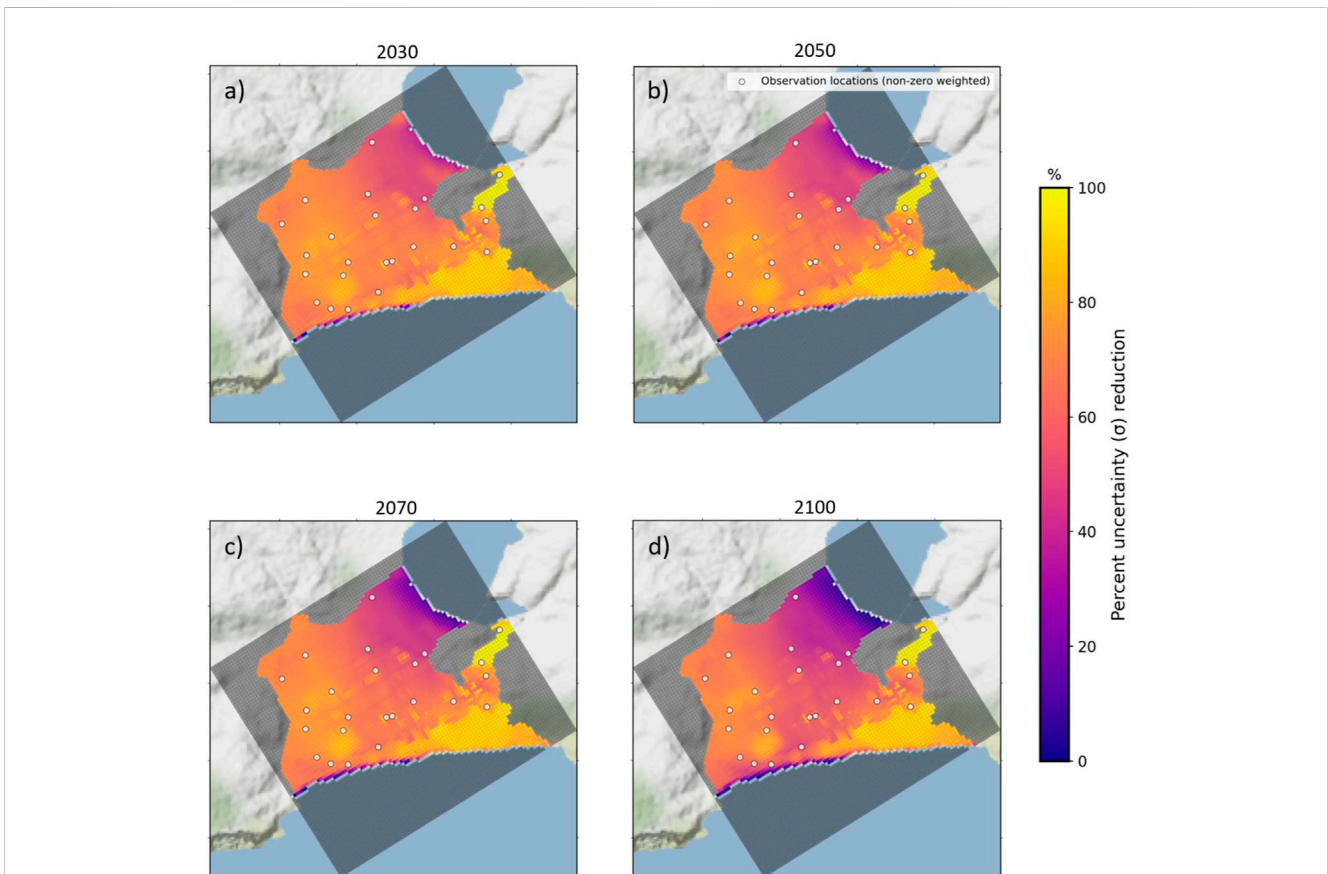 2030
2050
a)
b)
Observation locations (non-zero weighted)
%
100
80
60
40
20
0
Percent uncertainty (σ) reduction
2070
2100
c)
d)